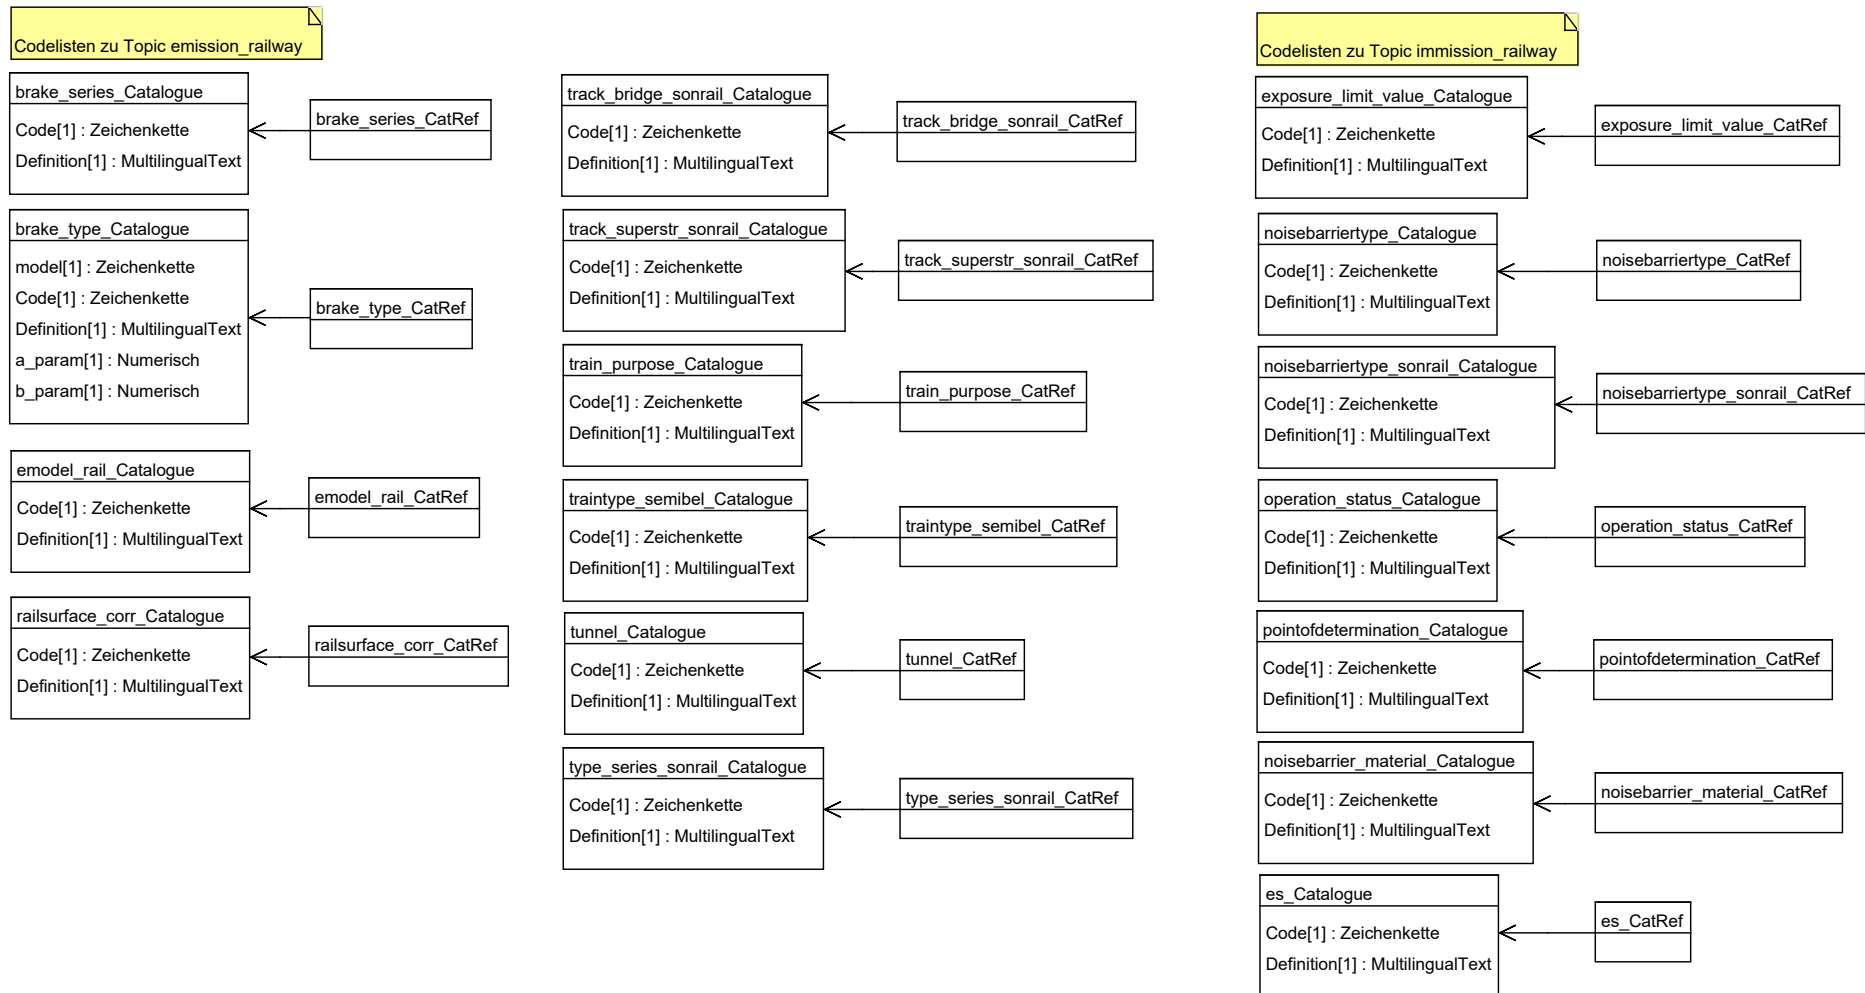 Codelisten zu Topic emission_railway
brake_series_Catalogue
Code[1] : Zeichenkette
Definition[1] : MultilingualText
brake_series_CatRef
brake_type_Catalogue
model[1] : Zeichenkette
Code[1] : Zeichenkette
Definition[1] : MultilingualText
a_param[1] : Numerisch
b_param[1] : Numerisch
brake_type_CatRef
emodel_rail_Catalogue
Code[1] : Zeichenkette
Definition[1] : MultilingualText
emodel_rail_CatRef
railsurface_corr_Catalogue
Code[1] : Zeichenkette
Definition[1] : MultilingualText
railsurface_corr_CatRef
track_bridge_sonrail_Catalogue
Code[1] : Zeichenkette
Definition[1] : MultilingualText
track_bridge_sonrail_CatRef
track_superstr_sonrail_Catalogue
Code[1] : Zeichenkette
Definition[1] : MultilingualText
track_superstr_sonrail_CatRef
train_purpose_Catalogue
Code[1] : Zeichenkette
Definition[1] : MultilingualText
train_purpose_CatRef
traintype_semibel_Catalogue
Code[1] : Zeichenkette
Definition[1] : MultilingualText
traintype_semibel_CatRef
tunnel_Catalogue
Code[1] : Zeichenkette
Definition[1] : MultilingualText
tunnel_CatRef
type_series_sonrail_Catalogue
Code[1] : Zeichenkette
Definition[1] : MultilingualText
type_series_sonrail_CatRef
Codelisten zu Topic immission_railway
exposure_limit_value_Catalogue
Code[1] : Zeichenkette
Definition[1] : MultilingualText
exposure_limit_value_CatRef
noisebarriertype_Catalogue
Code[1] : Zeichenkette
Definition[1] : MultilingualText
noisebarriertype_CatRef
noisebarriertype_sonrail_Catalogue
Code[1] : Zeichenkette
Definition[1] : MultilingualText
noisebarriertype_sonrail_CatRef
operation_status_Catalogue
Code[1] : Zeichenkette
Definition[1] : MultilingualText
operation_status_CatRef
pointofdetermination_Catalogue
Code[1] : Zeichenkette
Definition[1] : MultilingualText
pointofdetermination_CatRef
noisebarrier_material_Catalogue
Code[1] : Zeichenkette
Definition[1] : MultilingualText
noisebarrier_material_CatRef
es_Catalogue
Code[1] : Zeichenkette
Definition[1] : MultilingualText
es_CatRef